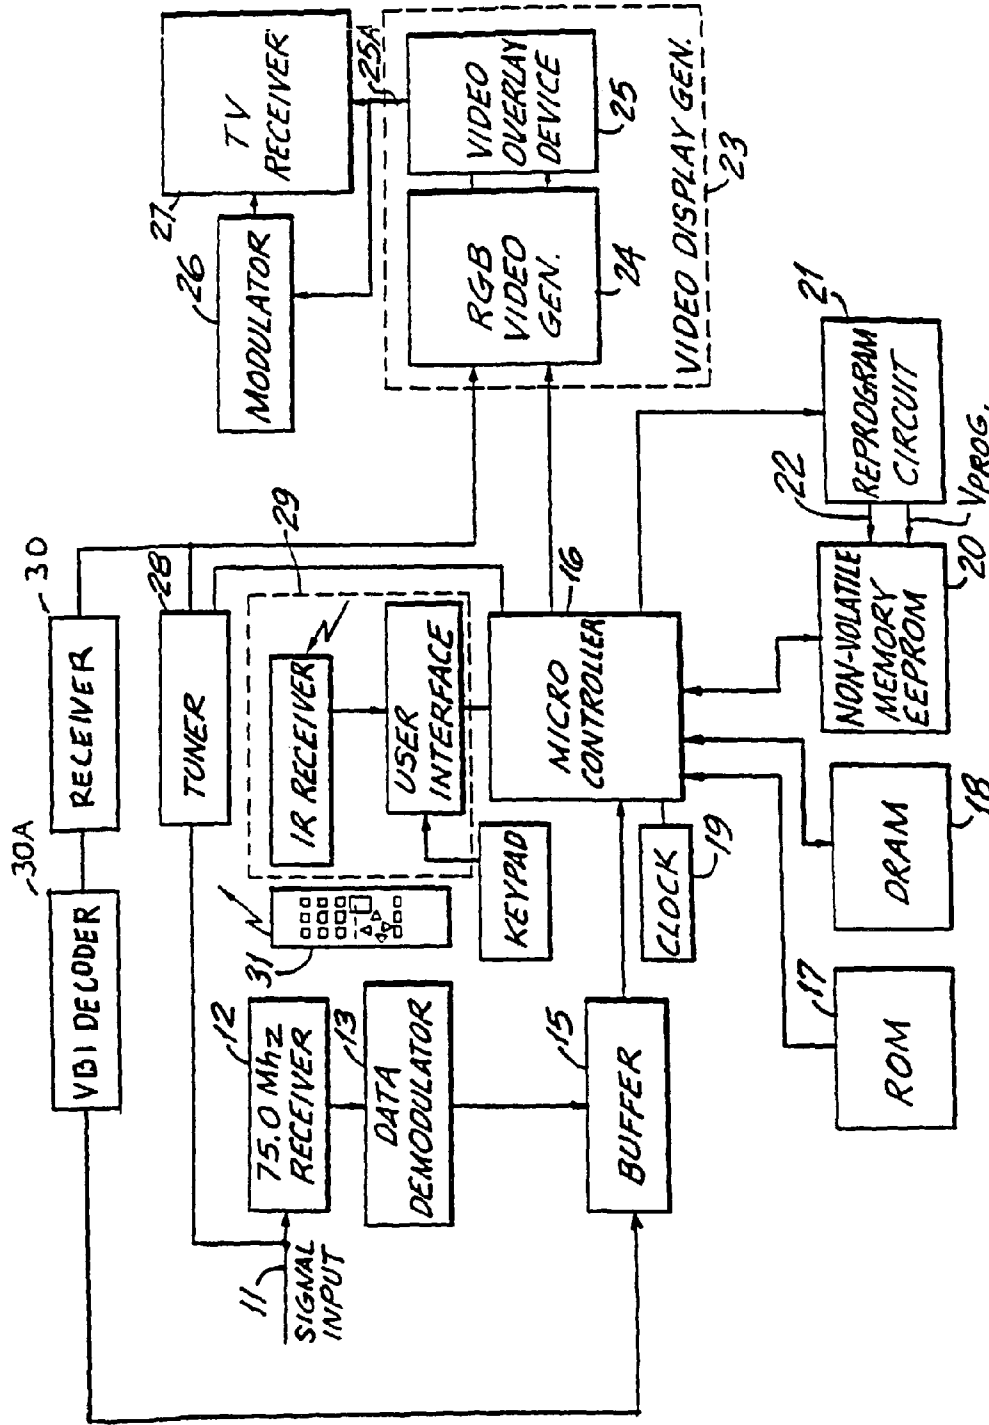 30A
VBI DECODER
30
RECEIVER
28
TUNER
11
SIGNAL
INPUT
12
75.0 Mhz
RECEIVER
13
DATA
DEMODULATOR
15
BUFFER
31
29
IR RECEIVER
USER
INTERFACE
KEYPAD
CLOCK
19
16
MICRO
CONTROLLER
17
ROM
18
DRAM
20
NON-VOLATILE
MEMORY
EEPROM
22
VPROG.
21
REPROGRAM
CIRCUIT
26
MODULATOR
27
TV
RECEIVER
25A
RGB
VIDEO
GEN.
24
VIDEO
OVERLAY
DEVICE
25
VIDEO DISPLAY GEN.
23